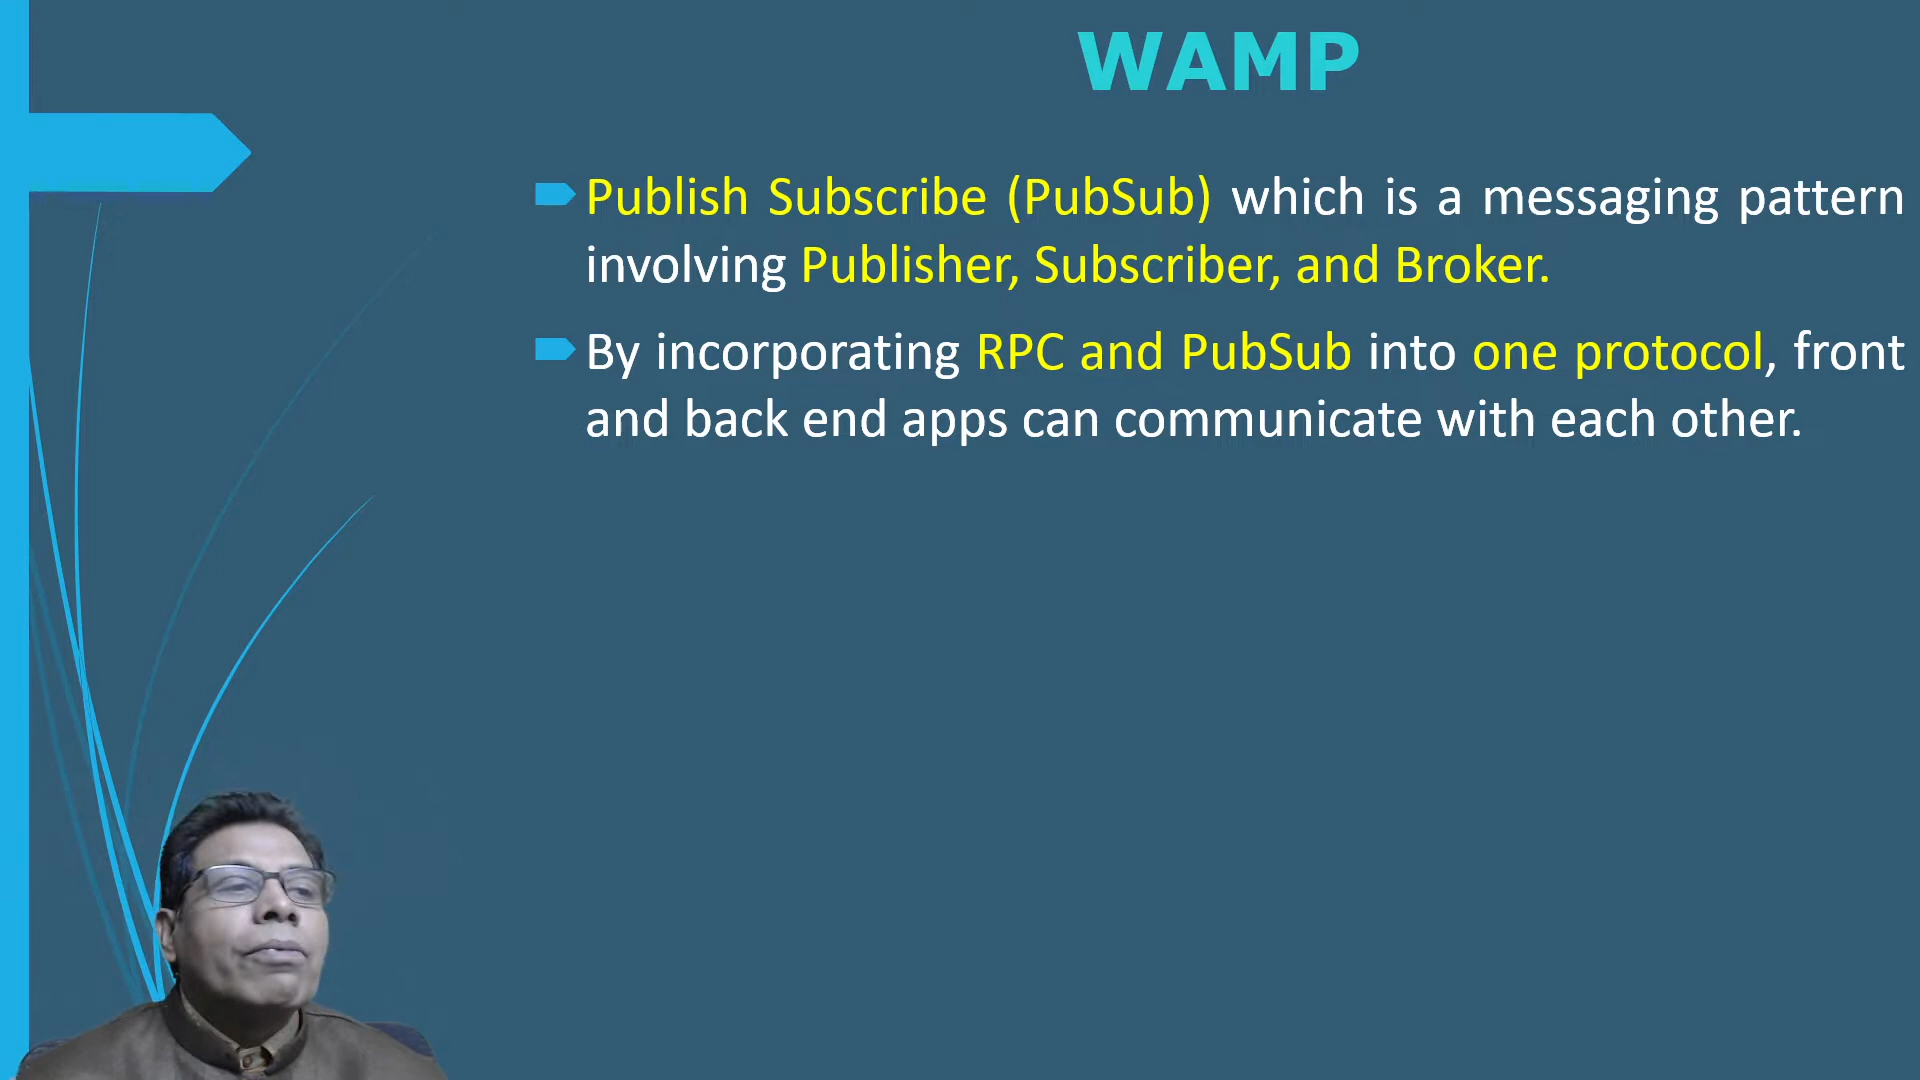 WAMP
Publish Subscribe (PubSub) which is a messaging pattern
involving Publisher, Subscriber, and Broker.
By incorporating RPC and PubSub into one protocol, front
and back end apps can communicate with each other.